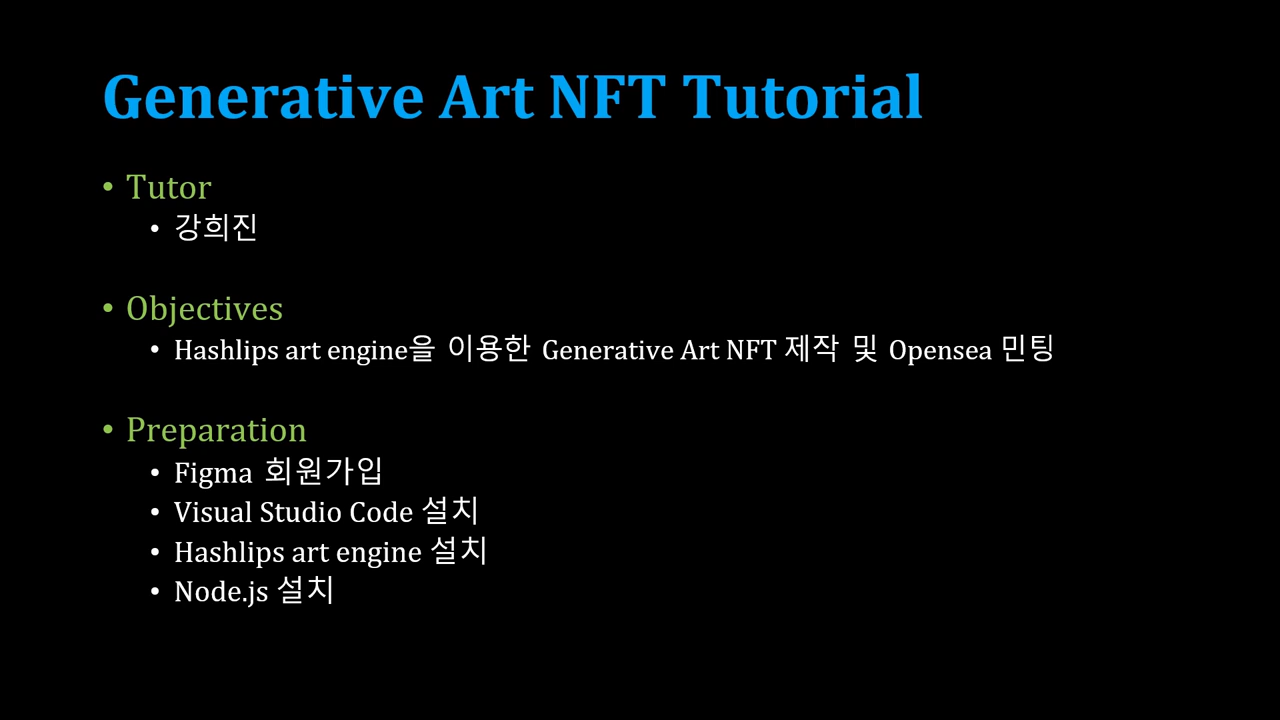 Generative Art NFT Tutorial
• Tutor
• 강희진
• Objectives
• Hashlips art engine을 이용한 Generative Art NFT 제작 및 Opensea 민팅
• Preparation
• Figma 회원가입
• Visual Studio Code 설치
• Hashlips art engine 설치
• Node.js 설치